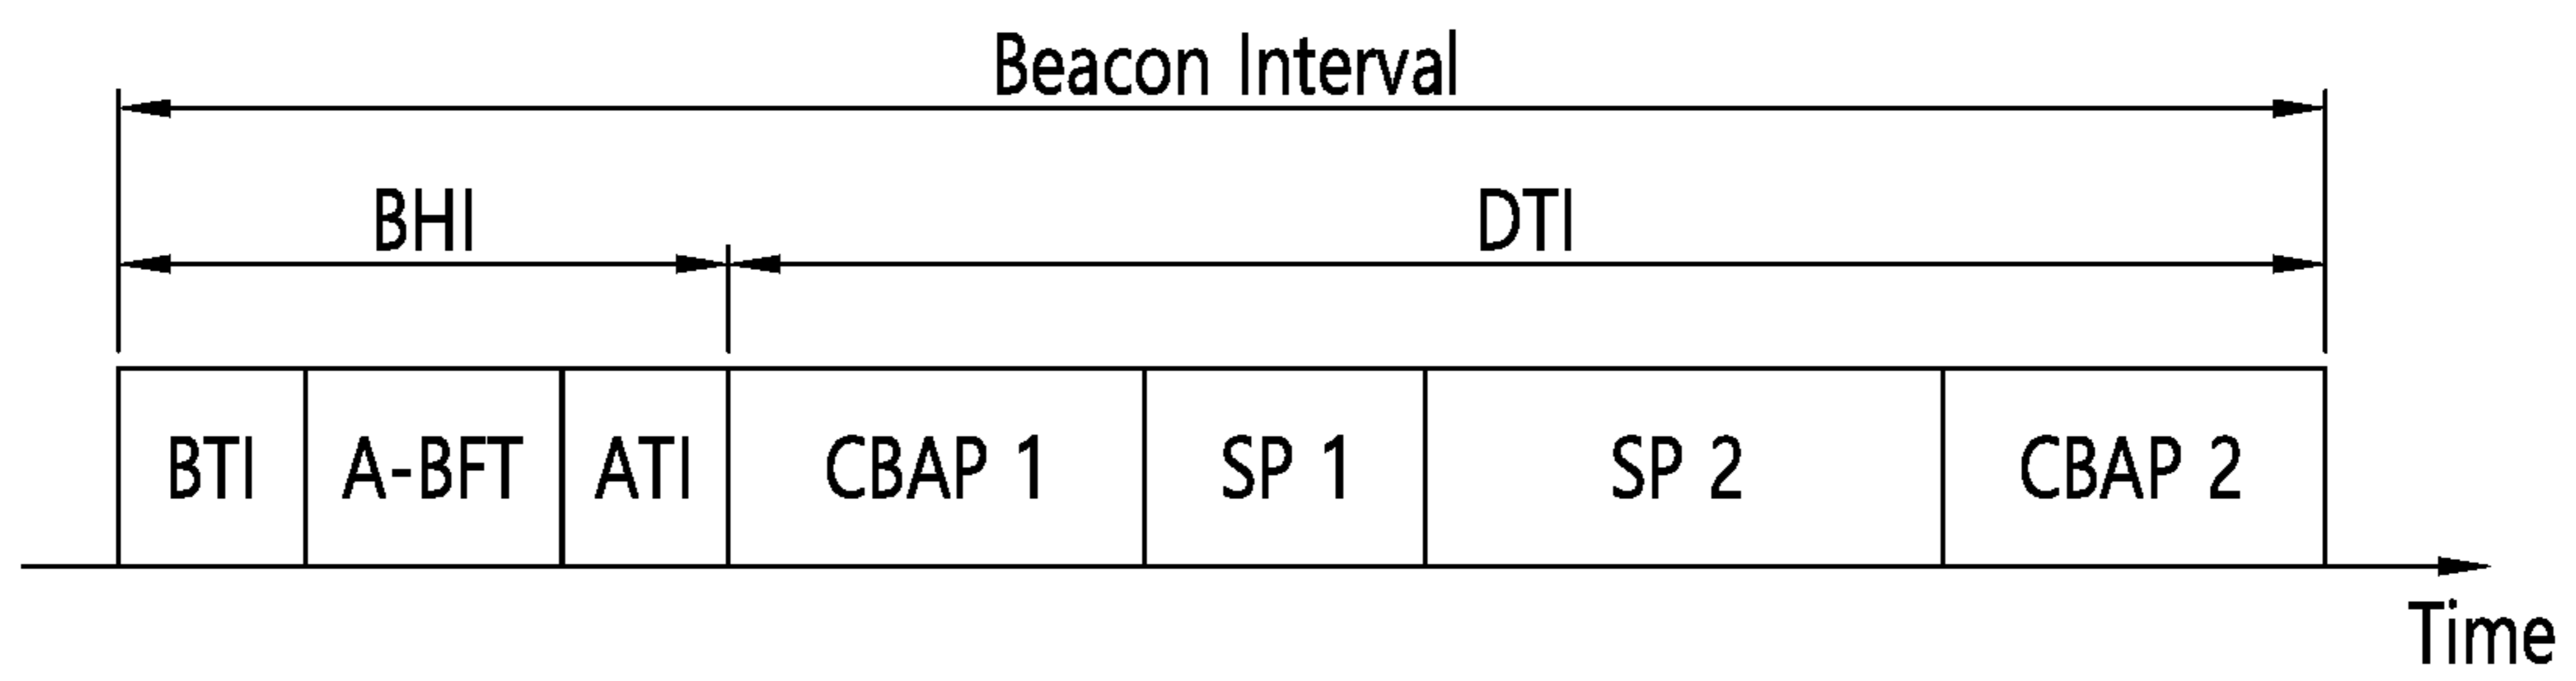 Beacon Interval
BHI DTI
BTI A-BFT ATI CBAP 1 SP 1 SP 2 CBAP 2
Time